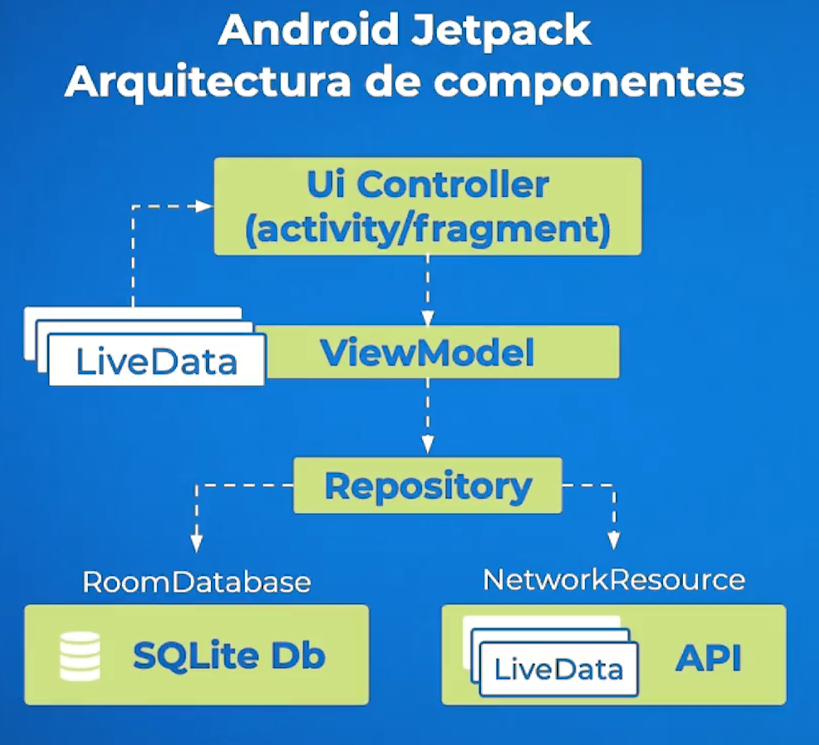 Android Jetpack
Arquitectura de componentes
Ui Controller
(activity/fragment)
LiveData
ViewModel
Repository
RoomDatabase
NetworkResource
SQLite Db
LiveData
API